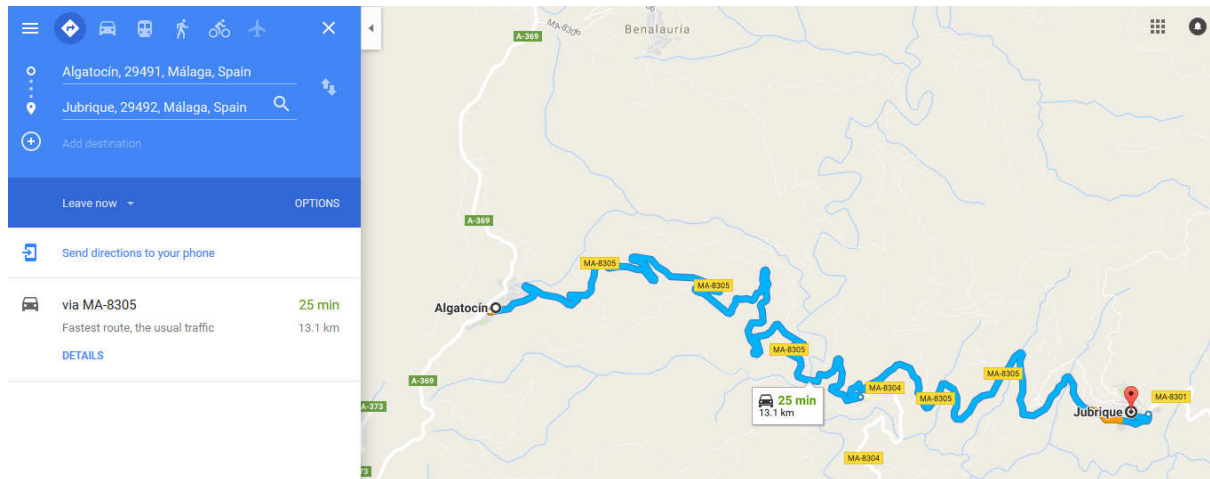 Algatocín, 29491, Málaga, Spain
Jubrique, 29492, Málaga, Spain
Add destination
Leave now
OPTIONS
Send directions to your phone
via MA-8305
25 min
Fastest route, the usual traffic
13.1 km
DETAILS
A-369
Benalauría
A-369
MA-8305
MA-8305
Algatocín
MA-8305
A-369
MA-8304
MA-8305
MA-8305
25 min
13.1 km
MA-8301
A-373
Jubrique
MA-8304